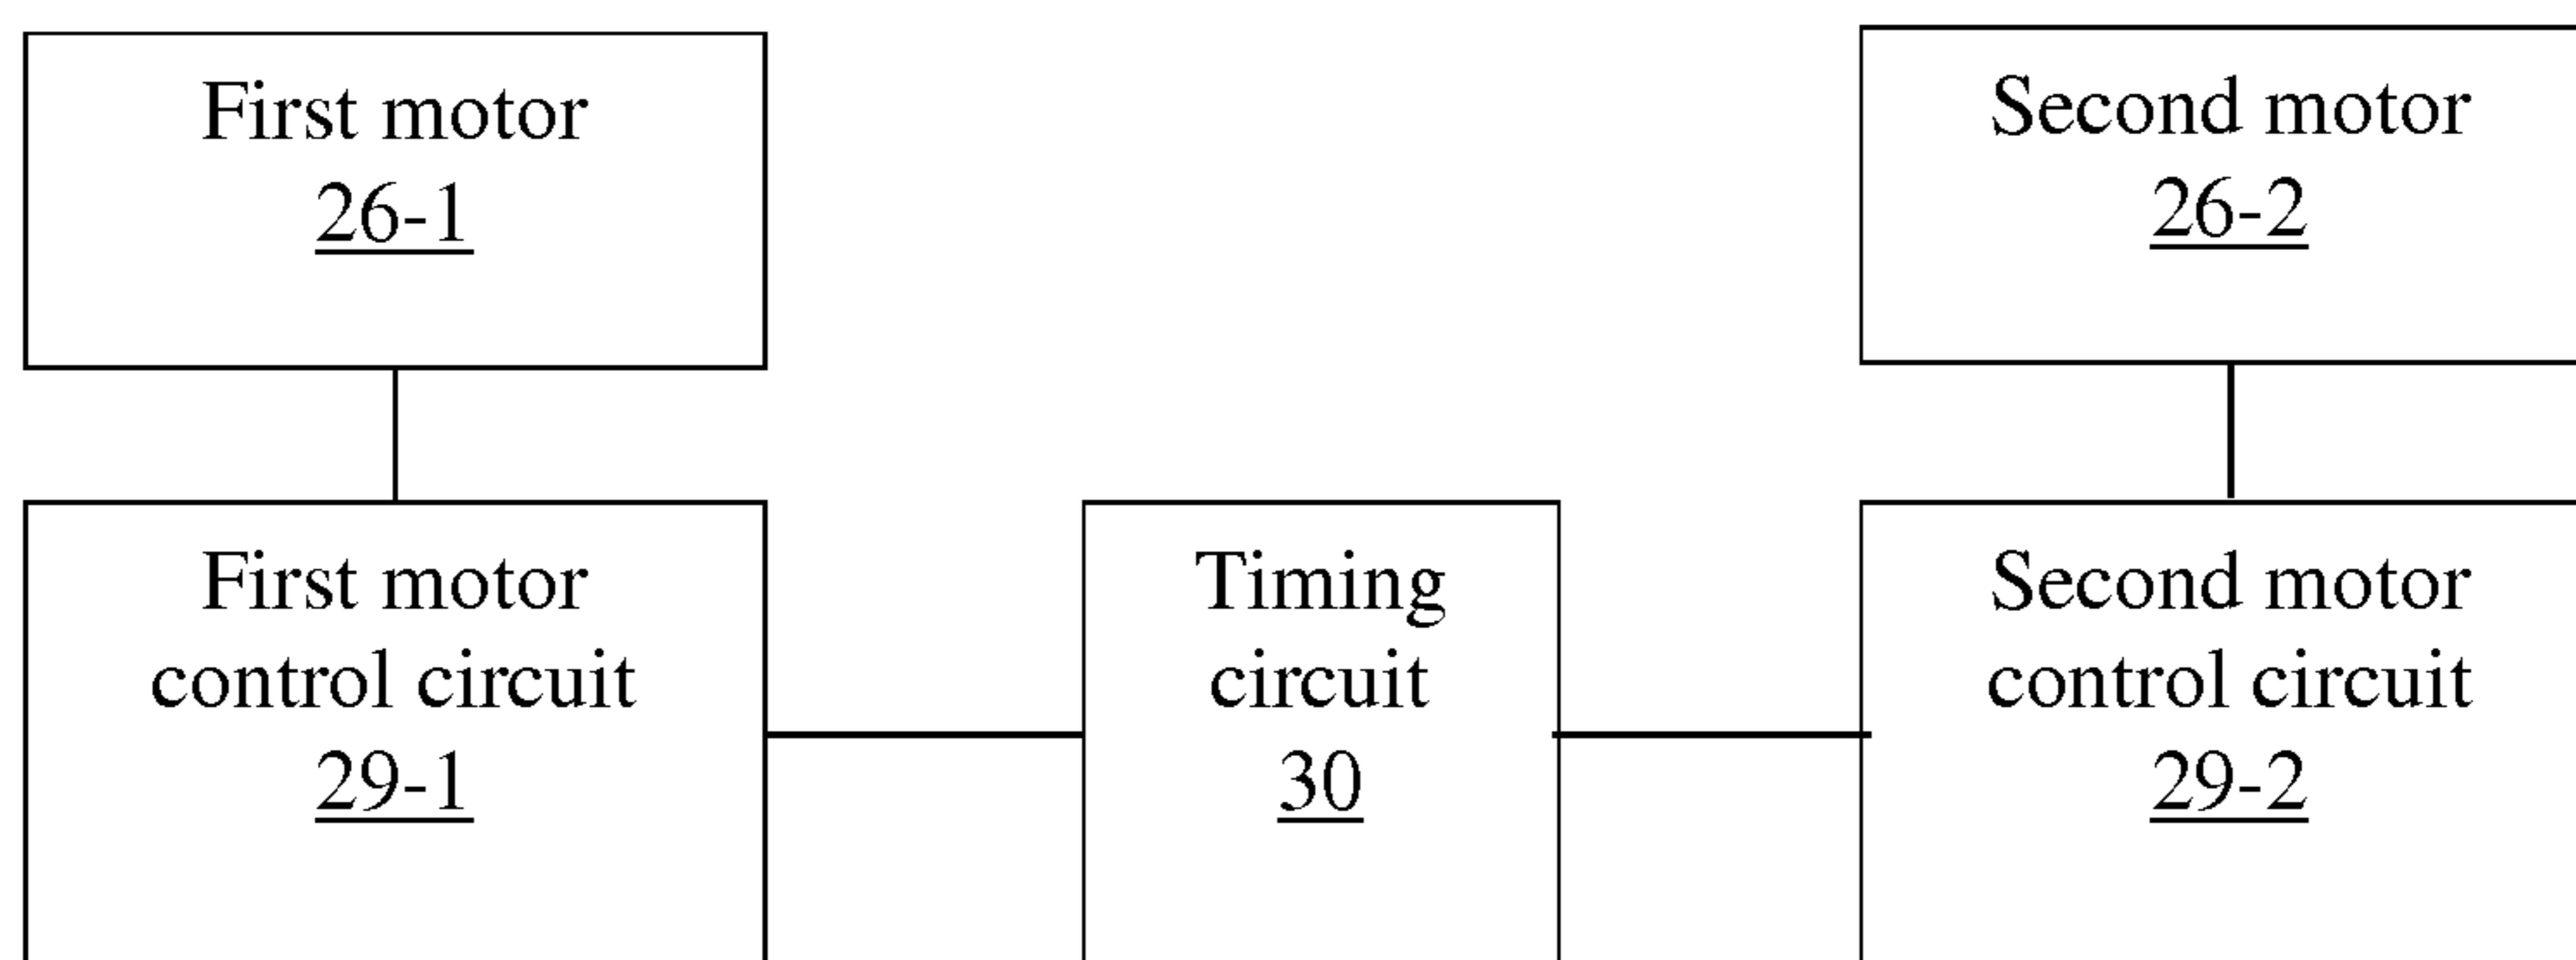 First motor
26-1
Second motor
26-2
First motor
control circuit
29-1
Timing
circuit
30
Second motor
control circuit
29-2